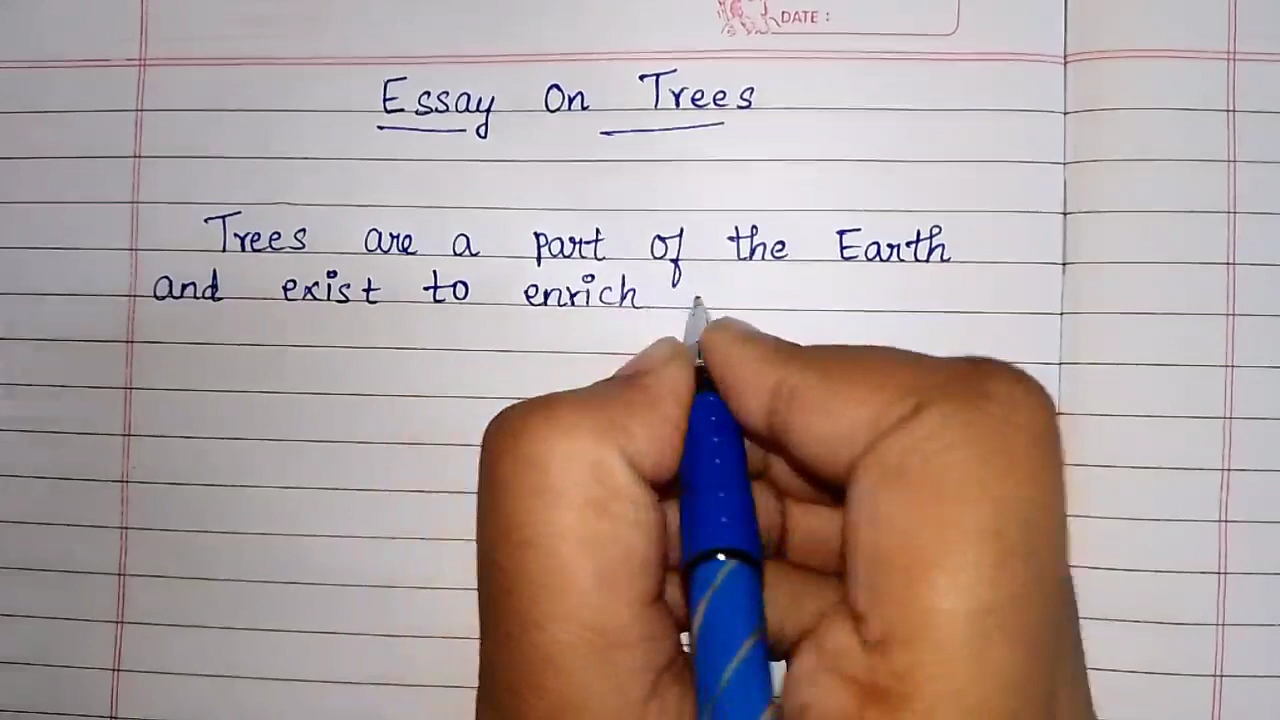 DATE :
Essay On Trees
Trees are a part of the Earth
and exist to enrich